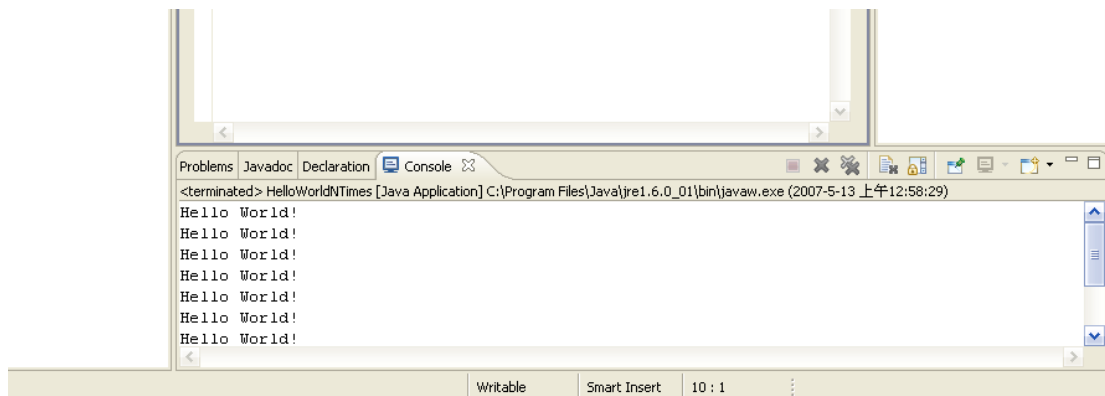 Problems Javadoc Declaration Console
<terminated> HelloWorldNTimes [Java Application] C:\Program Files\Java\jre1.6.0_01\bin\javaw.exe (2007-5-13 上午12:58:29)
Hello World!
Hello World!
Hello World!
Hello World!
Hello World!
Hello World!
Hello World!
Writable Smart Insert 10 : 1